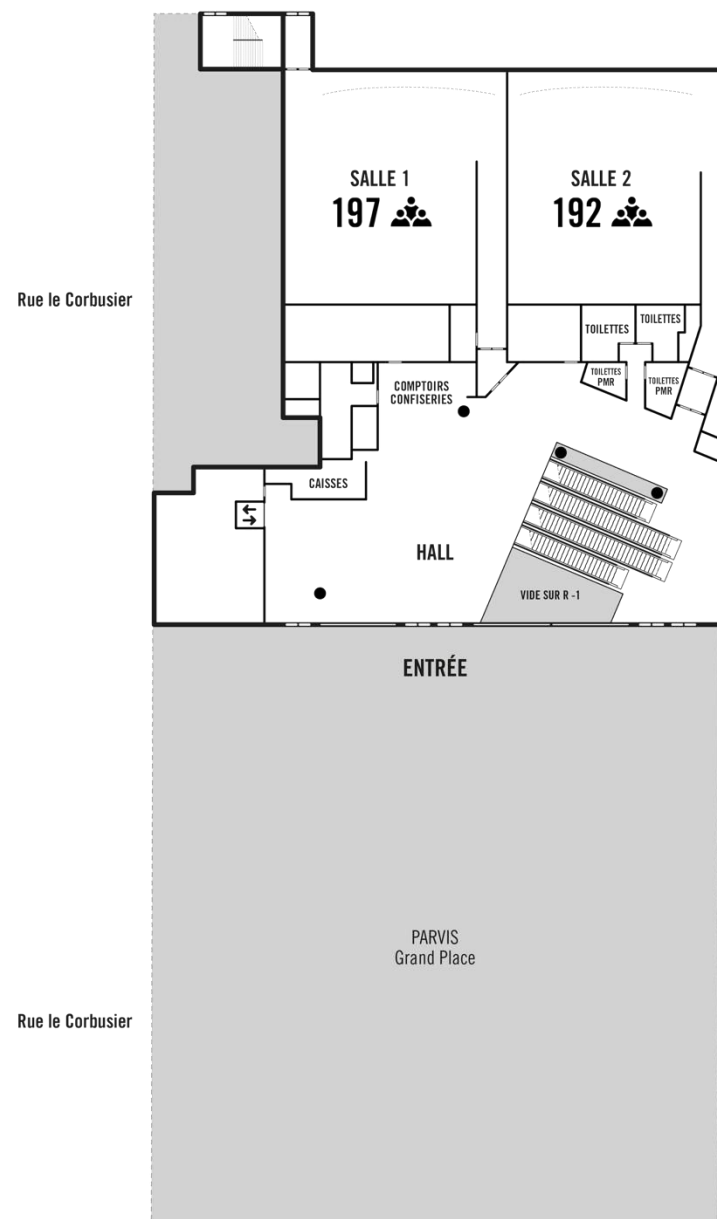 SALLE 1
197
SALLE 2
192
Rue le Corbusier
TOILETTES
TOILETTES
TOILETTES
PMR
TOILETTES
PMR
COMPTOIRS
CONFISERIES
CAISSES
HALL
VIDE SUR R -1
ENTRÉE
PARVIS
Grand Place
Rue le Corbusier